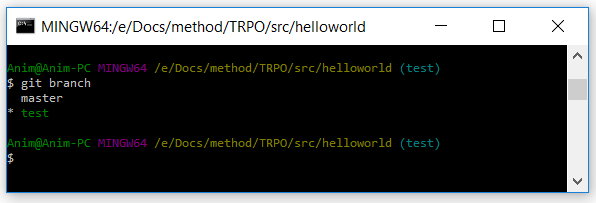 MINGW64:/e/Docs/method/TRPO/src/helloworld
Anim@Anim-PC MINGW64 /e/Docs/method/TRPO/src/helloworld (test)
$ git branch
  master
* test
Anim@Anim-PC MINGW64 /e/Docs/method/TRPO/src/helloworld (test)
$